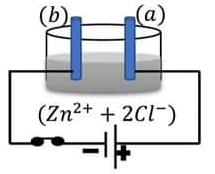 (b) (a)
(Zn²⁺ + 2Cl⁻)
- +